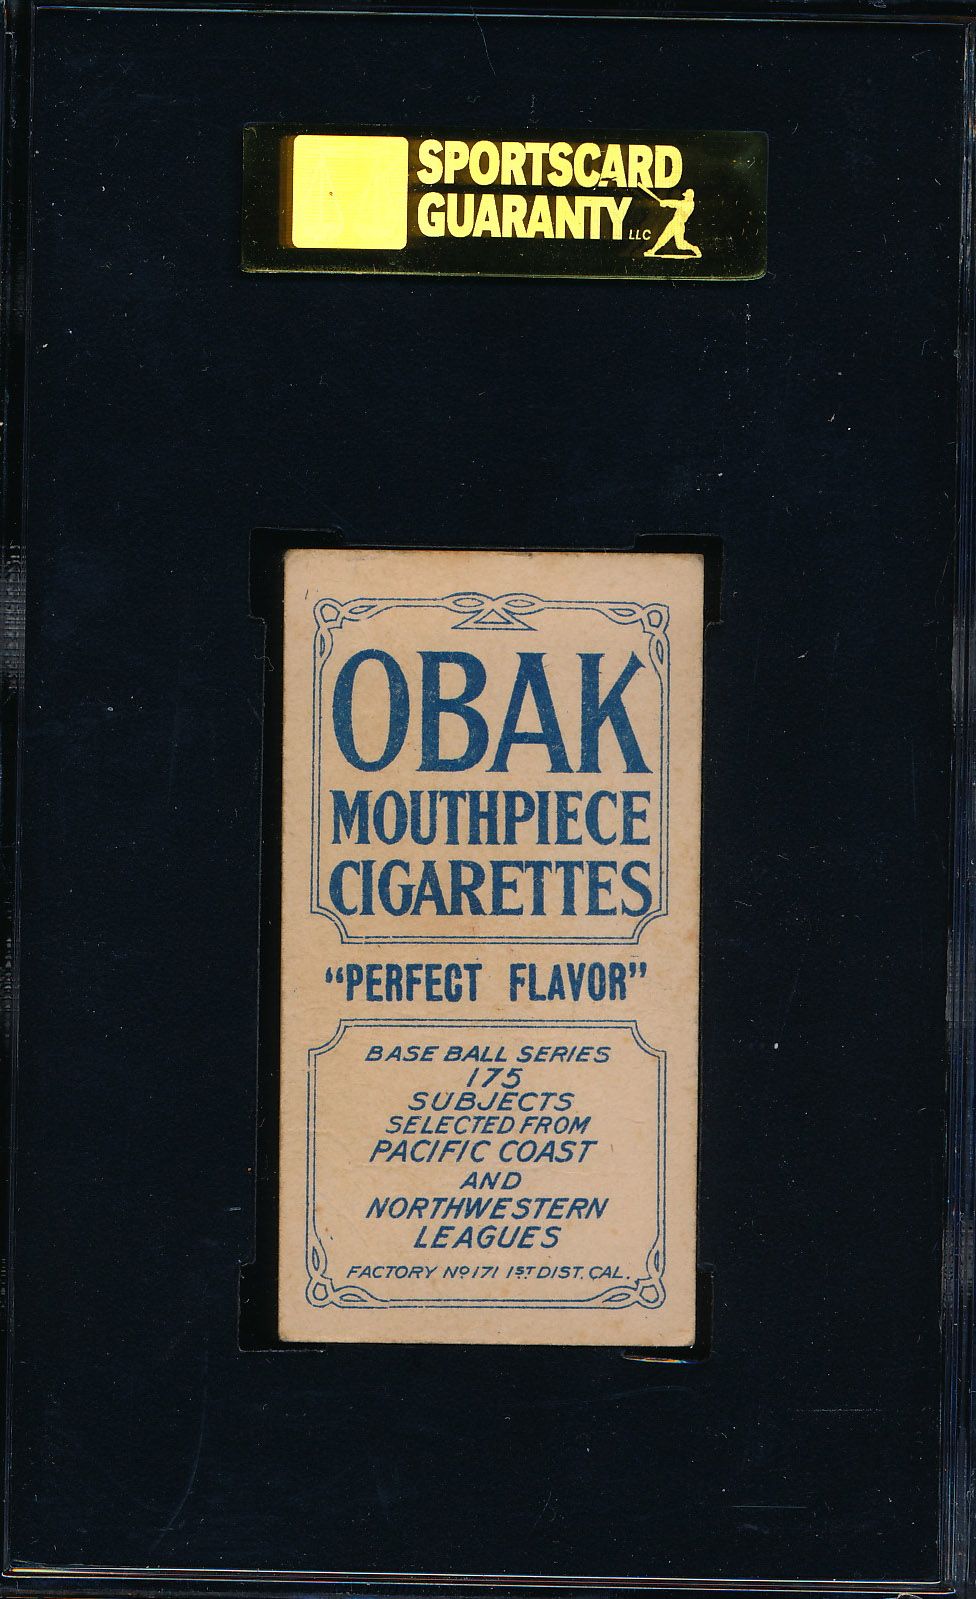 SPORTSCARD
GUARANTY LLC
OBAK
MOUTHPIECE
CIGARETTES
"PERFECT FLAVOR"
BASE BALL SERIES
175
SUBJECTS
SELECTED FROM
PACIFIC COAST
AND
NORTHWESTERN
LEAGUES
FACTORY No 171 1ST DIST. CAL.